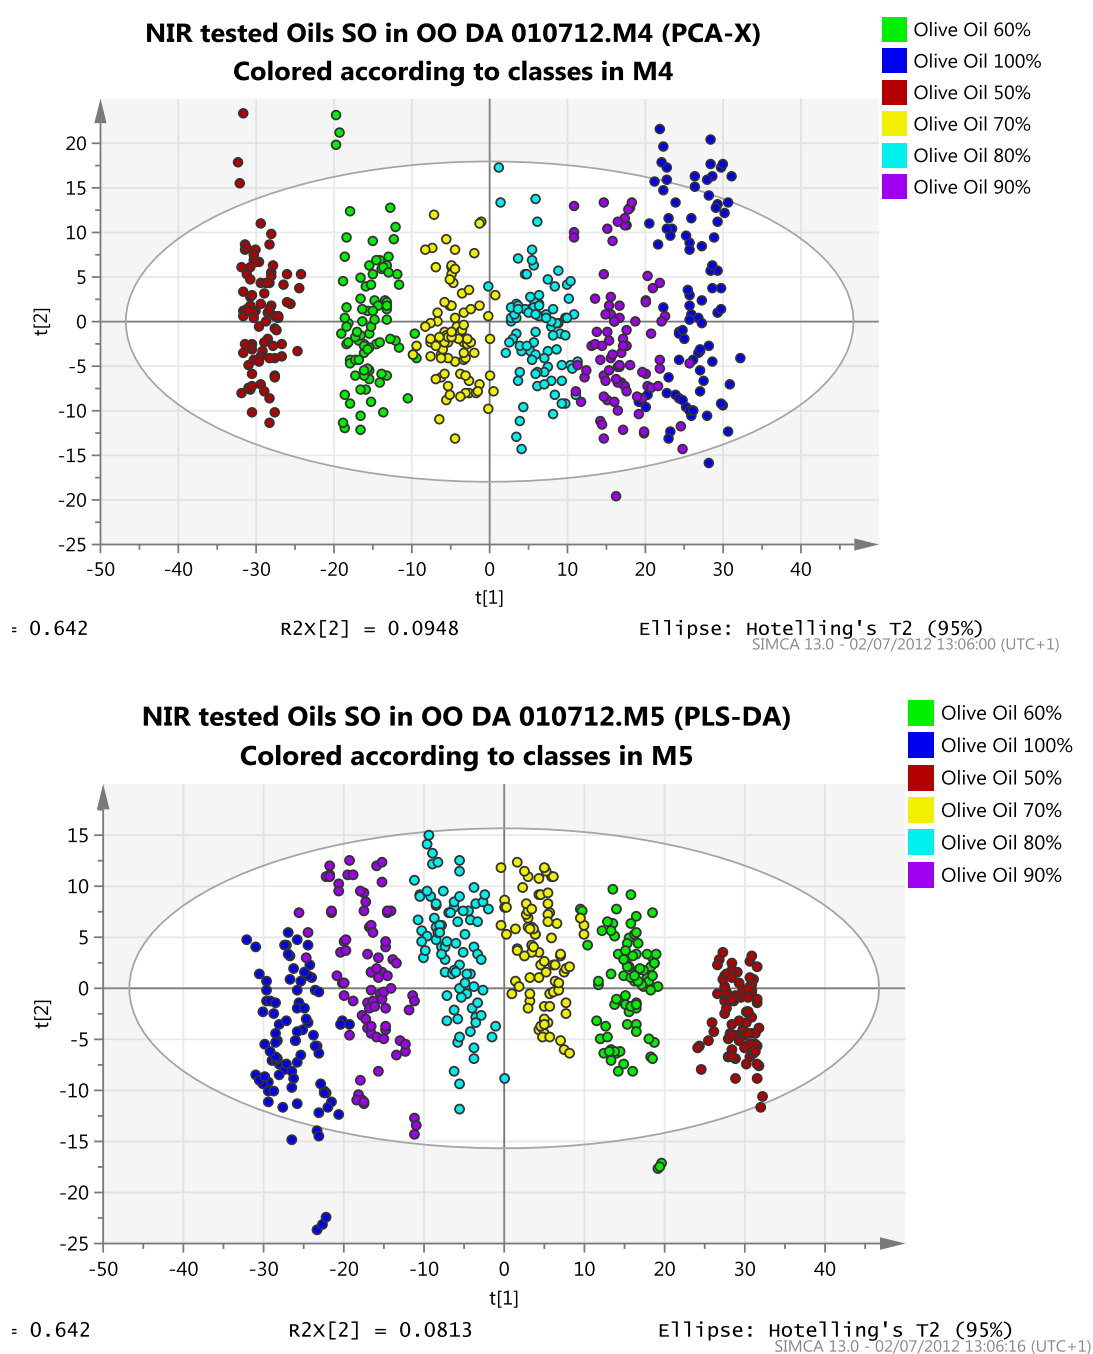 NIR tested Oils SO in OO DA 010712.M4 (PCA-X)
Colored according to classes in M4
Olive Oil 60%
Olive Oil 100%
Olive Oil 50%
Olive Oil 70%
Olive Oil 80%
Olive Oil 90%
20
15
10
5
0
-5
-10
-15
-20
-25
t[2]
-50 -40 -30 -20 -10 0 10 20 30 40
t[1]
= 0.642 R2X[2] = 0.0948 Ellipse: Hotelling's T2 (95%)
SIMCA 13.0 - 02/07/2012 13:06:00 (UTC+1)
NIR tested Oils SO in OO DA 010712.M5 (PLS-DA)
Colored according to classes in M5
Olive Oil 60%
Olive Oil 100%
Olive Oil 50%
Olive Oil 70%
Olive Oil 80%
Olive Oil 90%
15
10
5
0
-5
-10
-15
-20
-25
t[2]
-50 -40 -30 -20 -10 0 10 20 30 40
t[1]
= 0.642 R2X[2] = 0.0813 Ellipse: Hotelling's T2 (95%)
SIMCA 13.0 - 02/07/2012 13:06:16 (UTC+1)